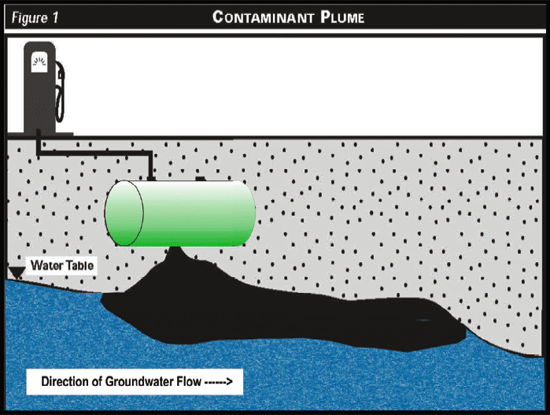 Figure 1
CONTAMINANT PLUME
Water Table
Direction of Groundwater Flow ------>